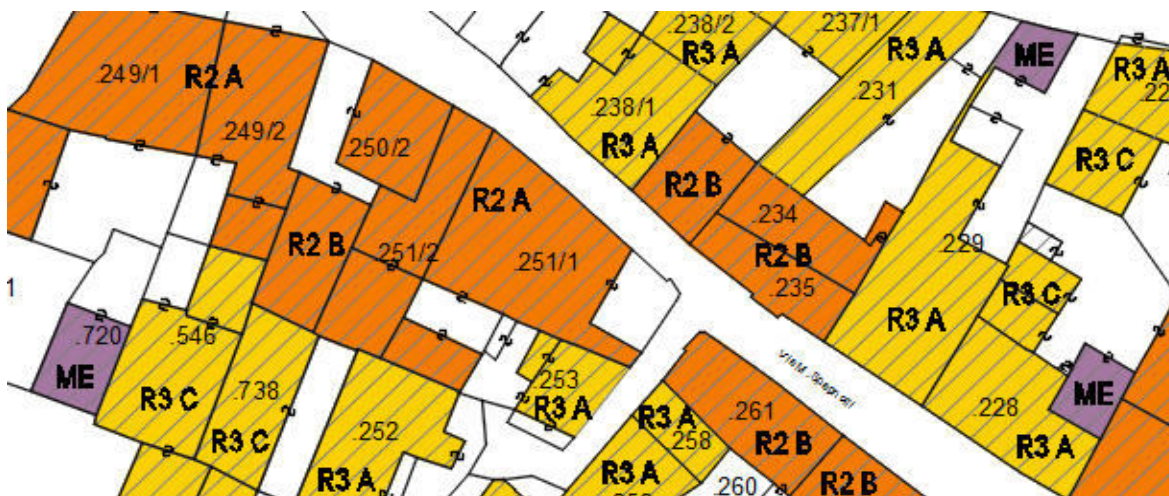 .238/2
.237/1
R3 A
R3 A
ME
R3 A
.249/1
R2 A
.231
.238/1
.249/2
.250/2
R3 A
R3 C
R2 B
R2 A
.234
R2 B
.251/2
.251/1
R2 B
.229
.235
1
R3 C
.720
.546
R3 A
ME
.738
.253
ME
R3 C
R3 A
R3 A
.261
.228
R3 C
.252
.258
R2 B
R3 A
R3 A
R3 A
.260
R2 B